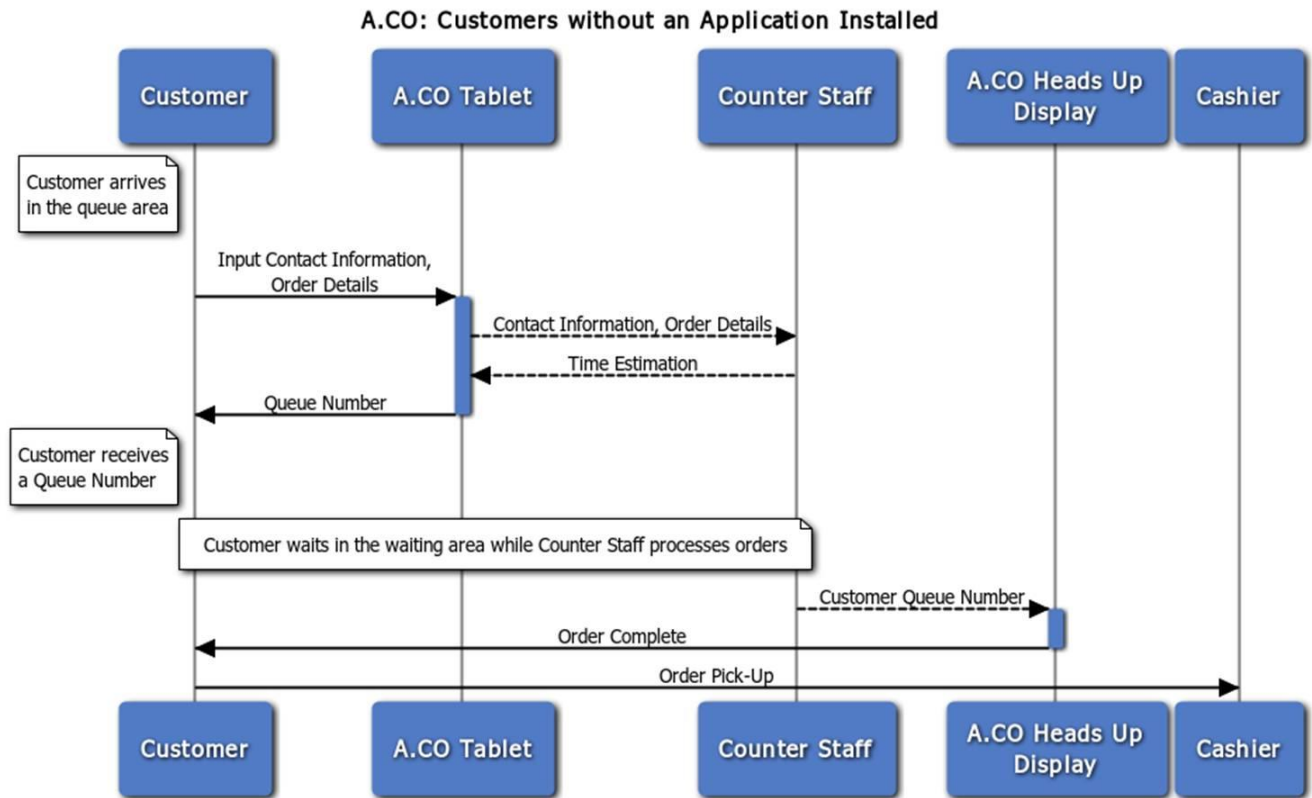 A.CO: Customers without an Application Installed
Customer
A.CO Tablet
Counter Staff
A.CO Heads Up
Display
Cashier
Customer arrives
in the queue area
Input Contact Information,
Order Details
Contact Information, Order Details
Time Estimation
Queue Number
Customer receives
a Queue Number
Customer waits in the waiting area while Counter Staff processes orders
Customer Queue Number
Order Complete
Order Pick-Up
Customer
A.CO Tablet
Counter Staff
A.CO Heads Up
Display
Cashier